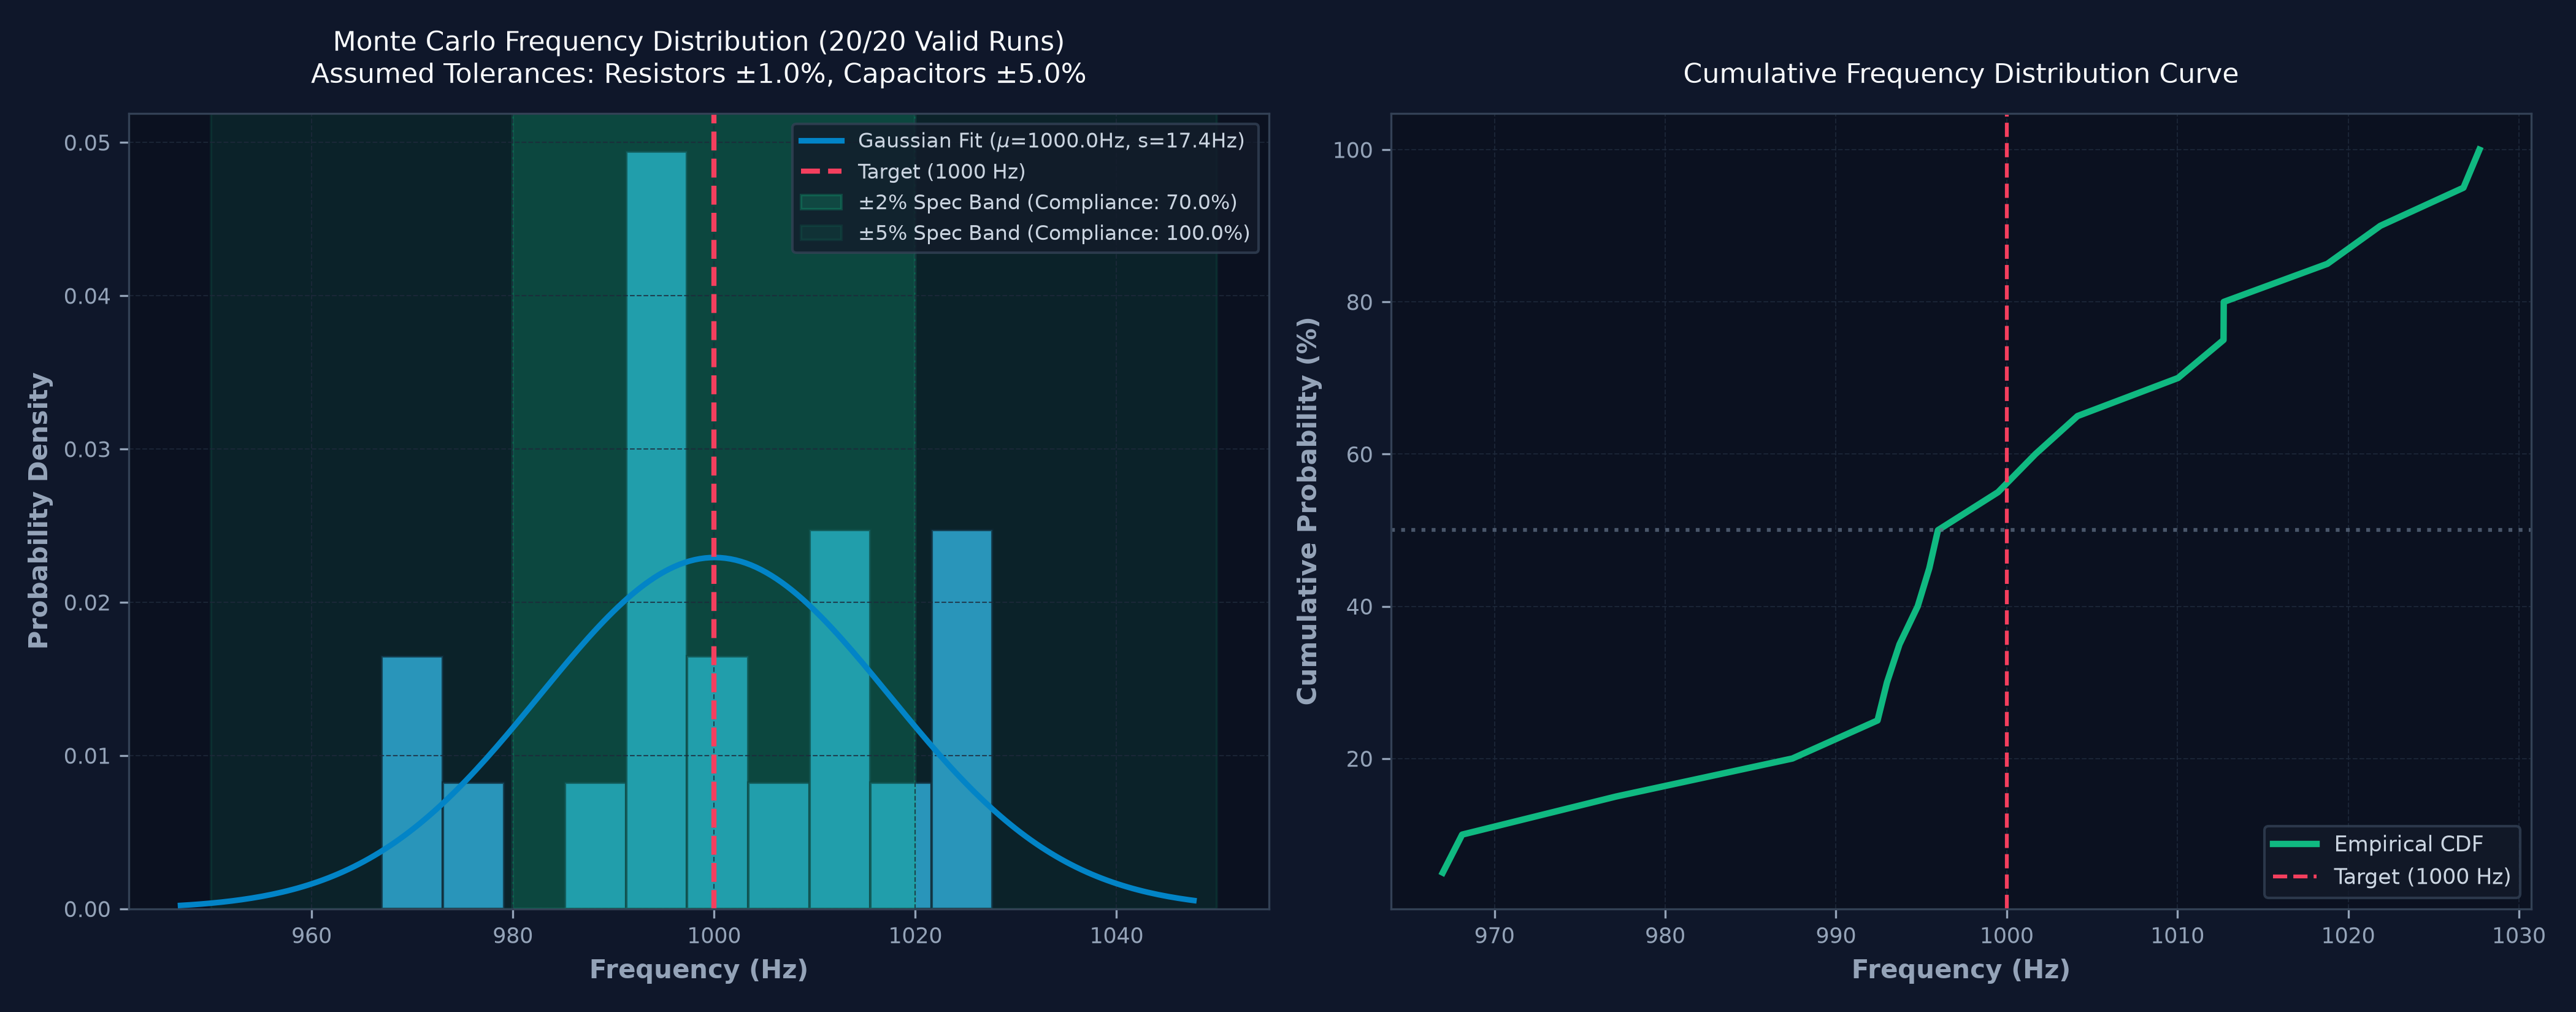 Monte Carlo Frequency Distribution (20/20 Valid Runs)
Assumed Tolerances: Resistors ±1.0%, Capacitors ±5.0%
Probability Density
0.05
0.04
0.03
0.02
0.01
0.00
Gaussian Fit (μ=1000.0Hz, s=17.4Hz)
Target (1000 Hz)
±2% Spec Band (Compliance: 70.0%)
±5% Spec Band (Compliance: 100.0%)
960
980
1000
1020
1040
Frequency (Hz)
Cumulative Frequency Distribution Curve
Cumulative Probability (%)
100
80
60
40
20
Empirical CDF
Target (1000 Hz)
970
980
990
1000
1010
1020
1030
Frequency (Hz)